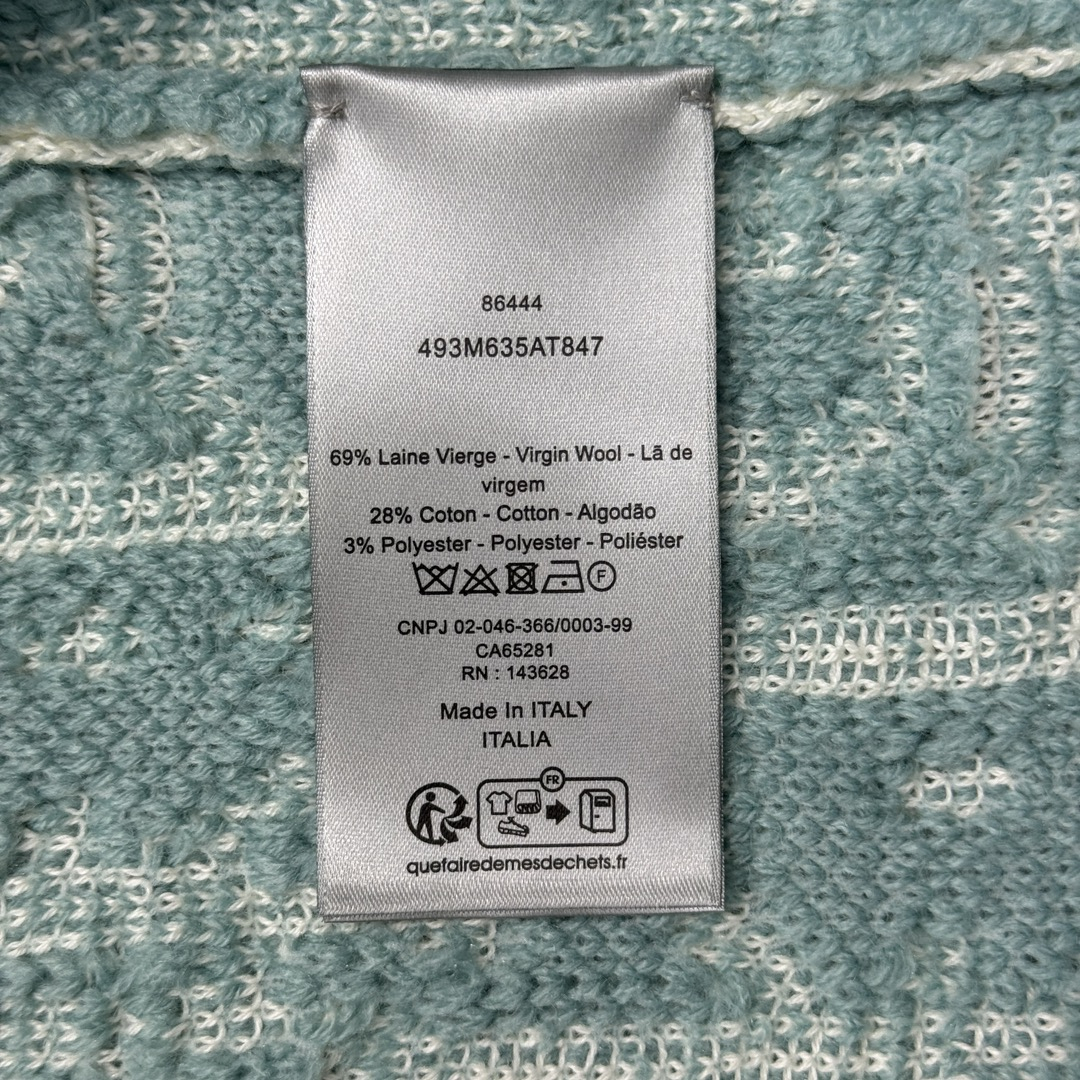 86444
493M635AT847
69% Laine Vierge - Virgin Wool - Lã de
virgem
28% Coton - Cotton - Algodão
3% Polyester - Polyester - Poliéster
F
CNPJ 02-046-366/0003-99
CA65281
RN : 143628
Made In ITALY
ITALIA
FR
quefairedemesdechets.fr